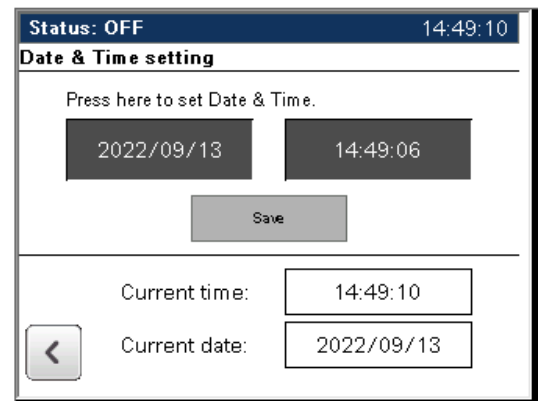 Status: OFF 14:49:10
Date & Time setting
Press here to set Date & Time.
2022/09/13 14:49:06
Save
Current time: 14:49:10
Current date: 2022/09/13